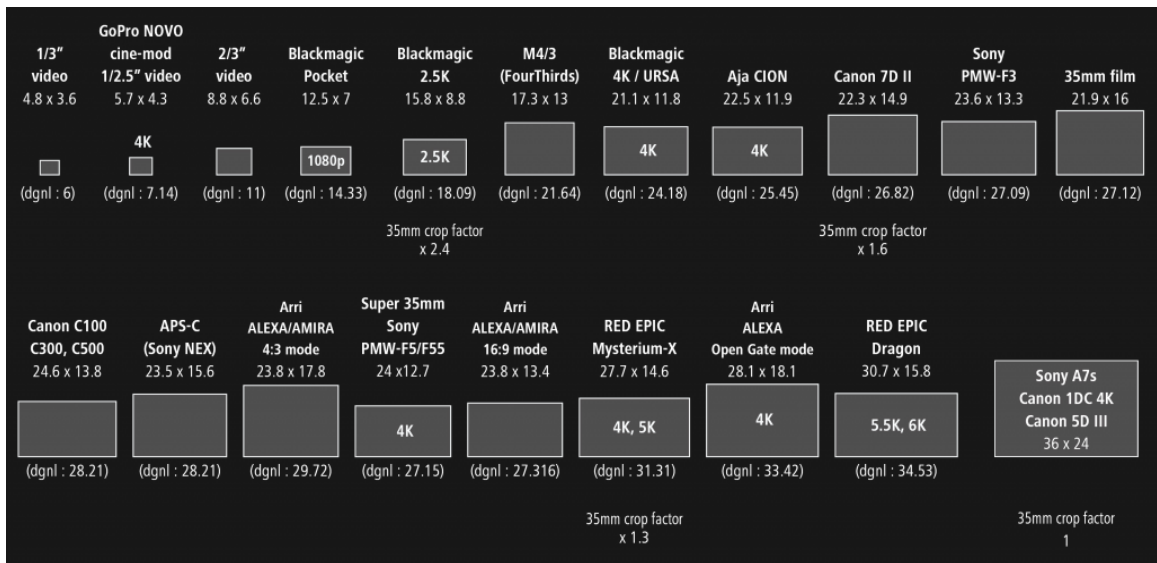 1/3”
video
4.8 x 3.6
(dgnl : 6)
GoPro NOVO
cine-mod
1/2.5” video
5.7 x 4.3
4K
(dgnl : 7.14)
2/3”
video
8.8 x 6.6
(dgnl : 11)
Blackmagic
Pocket
12.5 x 7
1080p
(dgnl : 14.33)
Blackmagic
2.5K
15.8 x 8.8
2.5K
(dgnl : 18.09)
35mm crop factor
x 2.4
M4/3
(FourThirds)
17.3 x 13
(dgnl : 21.64)
Blackmagic
4K / URSA
21.1 x 11.8
4K
(dgnl : 24.18)
Aja CION
22.5 x 11.9
4K
(dgnl : 25.45)
Canon 7D II
22.3 x 14.9
(dgnl : 26.82)
35mm crop factor
x 1.6
Sony
PMW-F3
23.6 x 13.3
(dgnl : 27.09)
35mm film
21.9 x 16
(dgnl : 27.12)
Canon C100
C300, C500
24.6 x 13.8
(dgnl : 28.21)
APS-C
(Sony NEX)
23.5 x 15.6
(dgnl : 28.21)
Arri
ALEXA/AMIRA
4:3 mode
23.8 x 17.8
(dgnl : 29.72)
Super 35mm
Sony
PMW-F5/F55
24 x12.7
4K
(dgnl : 27.15)
Arri
ALEXA/AMIRA
16:9 mode
23.8 x 13.4
(dgnl : 27.316)
RED EPIC
Mysterium-X
27.7 x 14.6
4K, 5K
(dgnl : 31.31)
35mm crop factor
x 1.3
Arri
ALEXA
Open Gate mode
28.1 x 18.1
4K
(dgnl : 33.42)
RED EPIC
Dragon
30.7 x 15.8
5.5K, 6K
(dgnl : 34.53)
Sony A7s
Canon 1DC 4K
Canon 5D III
36 x 24
35mm crop factor
1